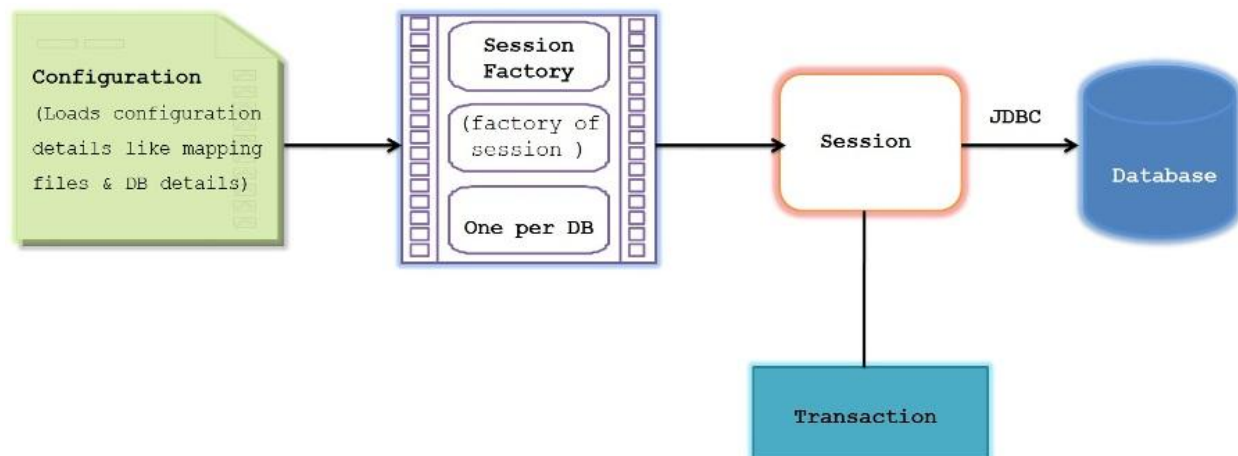 Configuration
(Loads configuration
details like mapping
files & DB details)
Session
Factory
(factory of
session )
One per DB
Session
JDBC
Database
Transaction